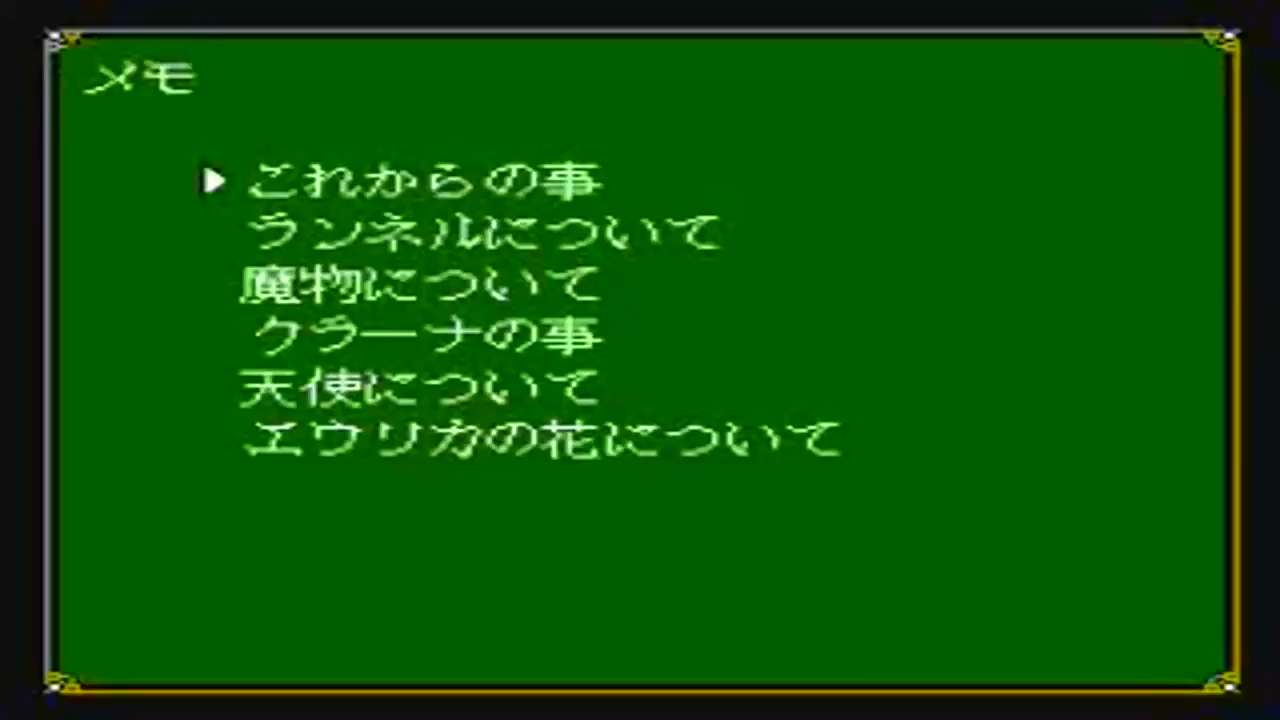 メモ
これからの事
ランネルについて
魔物について
クラーナの事
天使について
エウリカの花について